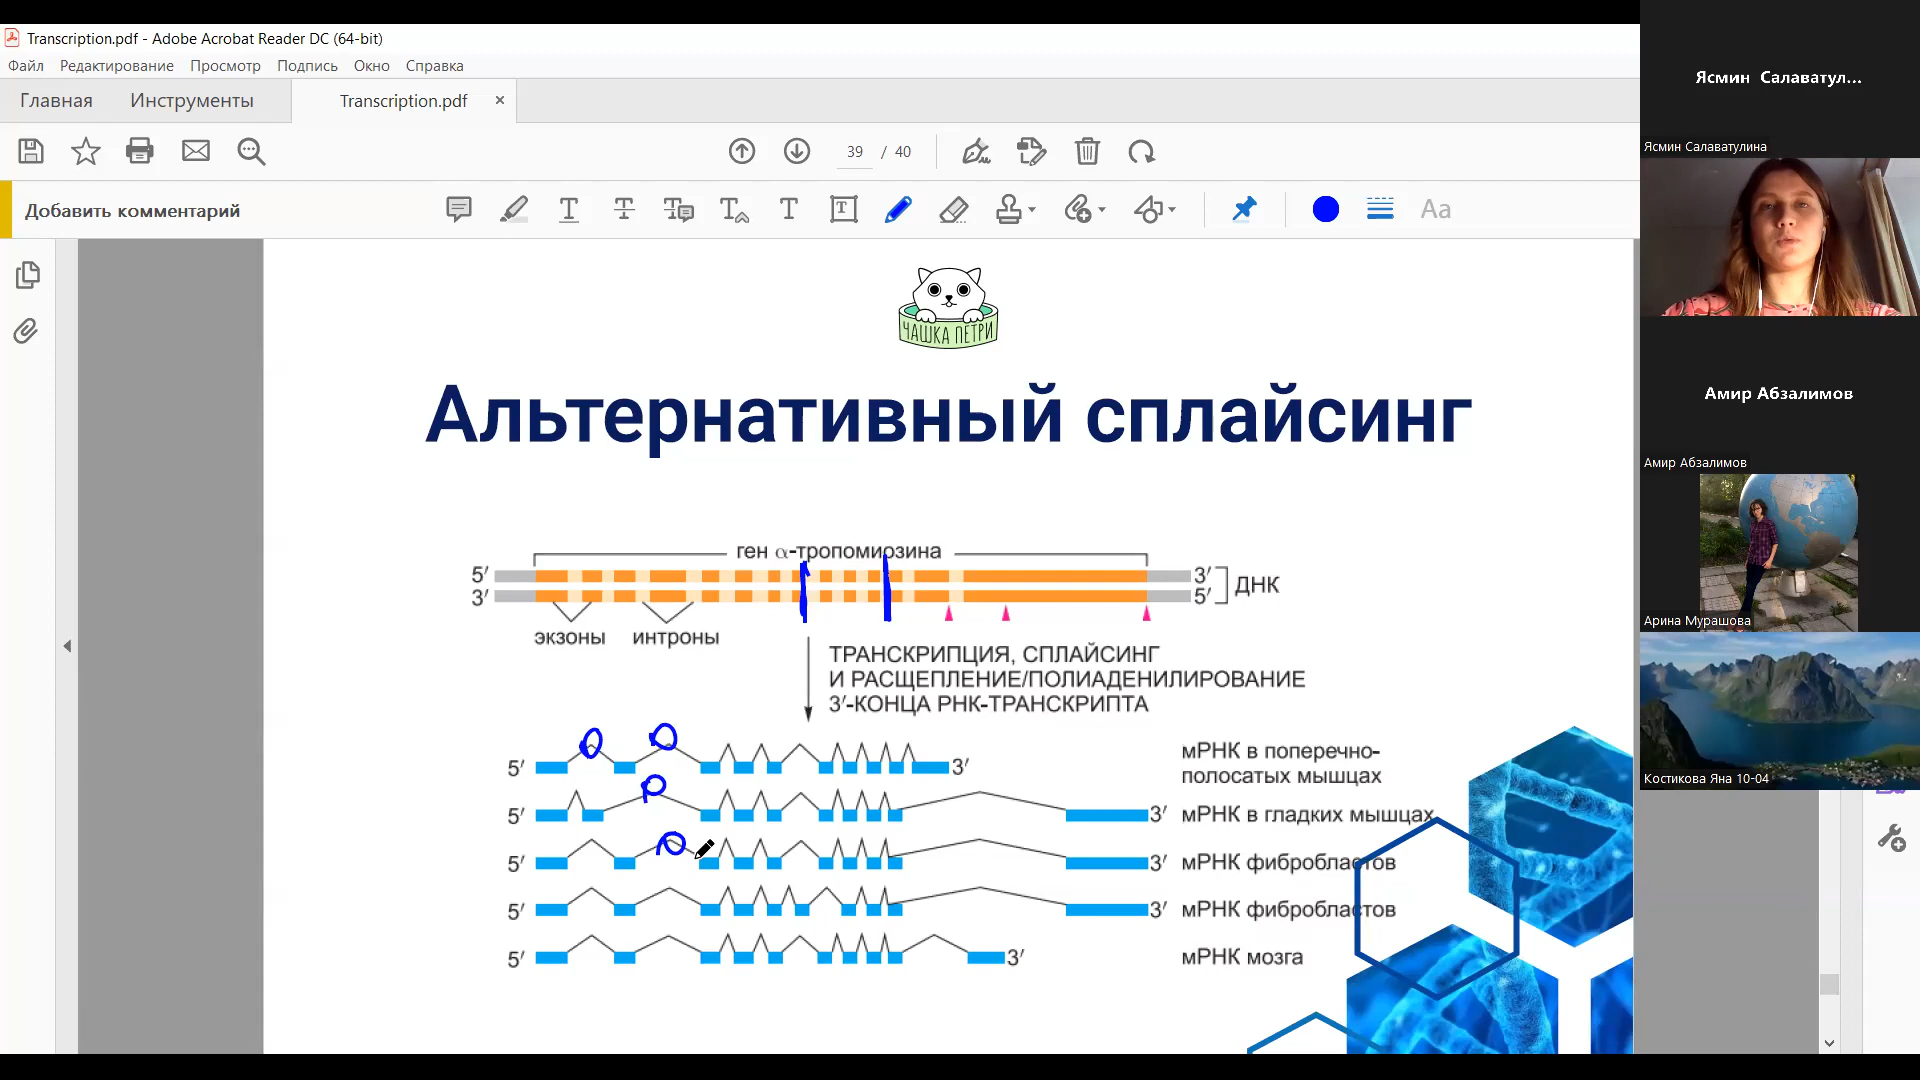 Transcription.pdf - Adobe Acrobat Reader DC (64-bit)
Файл Редактирование Просмотр Подпись Окно Справка
Главная Инструменты Transcription.pdf ×
39 / 40
Добавить комментарий
Aa
ЧАШКА ПЕТРИ
Альтернативный сплайсинг
ген α-тропомиозина
5′ 3′
3′ 5′
ДНК
экзоны интроны
ТРАНСКРИПЦИЯ, СПЛАЙСИНГ
И РАСЩЕПЛЕНИЕ/ПОЛИАДЕНИЛИРОВАНИЕ
3′-КОНЦА РНК-ТРАНСКРИПТА
5′ 3′ мРНК в поперечно-
полосатых мышцах
5′ 3′ мРНК в гладких мышцах
5′ 3′ мРНК фибробластов
5′ 3′ мРНК фибробластов
5′ 3′ мРНК мозга
Ясмин Салаватул...
Ясмин Салаватулина
Амир Абзалимов
Амир Абзалимов
Арина Мурашова
Костикова Яна 10-04